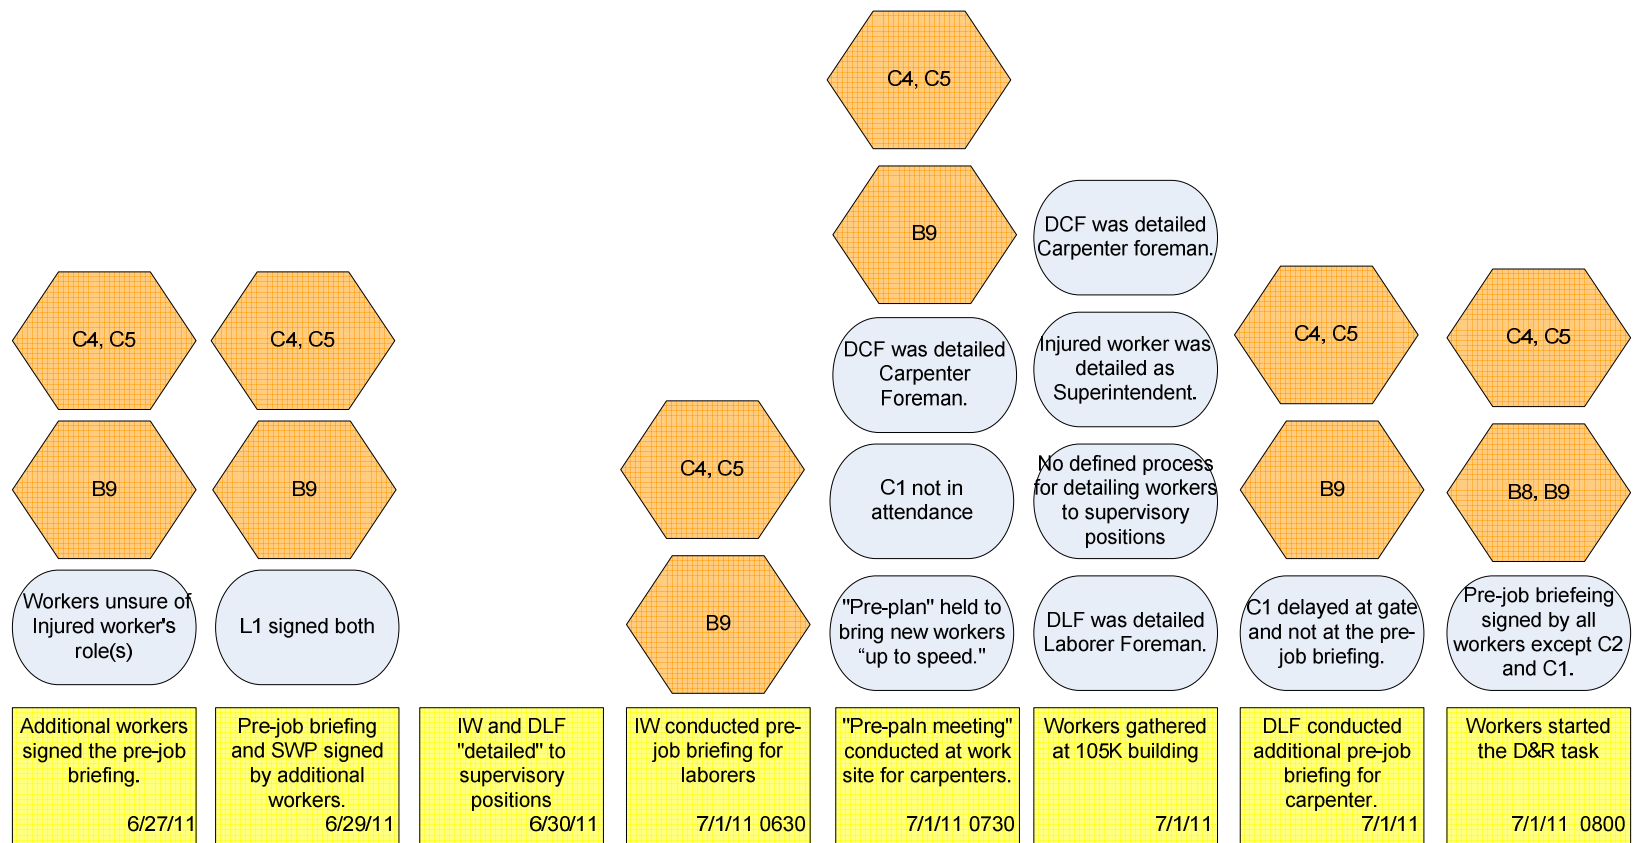 C4, C5
B9
Workers unsure of
Injured worker's
role(s)
Additional workers
signed the pre-job
briefing.
6/27/11
C4, C5
B9
L1 signed both
Pre-job briefing
and SWP signed
by additional
workers.
6/29/11
IW and DLF
"detailed" to
supervisory
positions
6/30/11
C4, C5
B9
IW conducted pre-
job briefing for
laborers
7/1/11 0630
C4, C5
B9
DCF was detailed
Carpenter
Foreman.
C1 not in
attendance
"Pre-plan" held to
bring new workers
“up to speed."
"Pre-paln meeting"
conducted at work
site for carpenters.
7/1/11 0730
DCF was detailed
Carpenter foreman.
Injured worker was
detailed as
Superintendent.
No defined process
for detailing workers
to supervisory
positions
DLF was detailed
Laborer Foreman.
Workers gathered
at 105K building
7/1/11
C4, C5
B9
C1 delayed at gate
and not at the pre-
job briefing.
DLF conducted
additional pre-job
briefing for
carpenter.
7/1/11
C4, C5
B8, B9
Pre-job briefeing
signed by all
workers except C2
and C1.
Workers started
the D&R task
7/1/11 0800